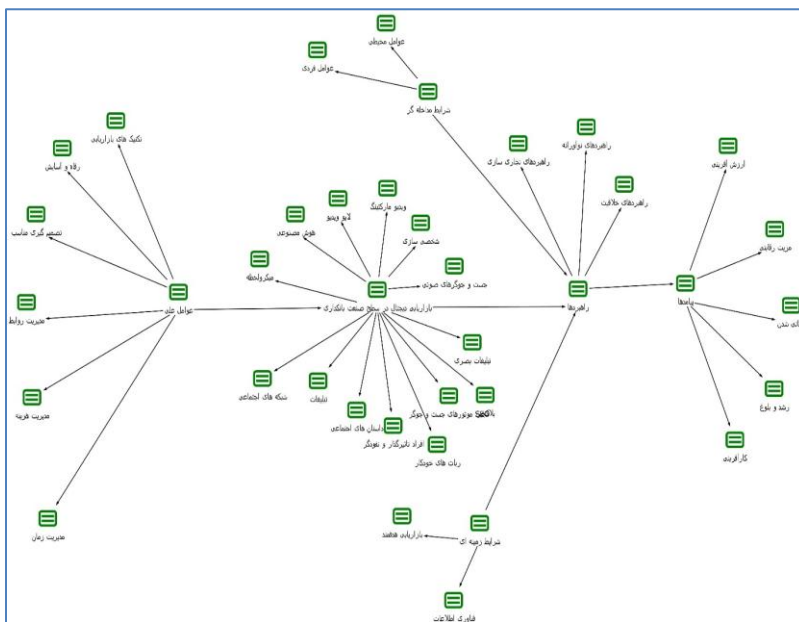 عوامل محیطی
عوامل فردی
شرایط مداخله گر
تکنیک های بازاریابی
رفاه و آسایش
تصمیم گیری مناسب
مدیریت روابط
مدیریت هزینه
مدیریت زمان
عوامل علی
راهبردهای نوآورانه
راهبردهای تجاری سازی
راهبردهای خلاقیت
راهبردها
ارزش آفرینی
مزیت رقابتی
رشد و بلوغ
کارآفرینی
پیامدها
ویدیو مارکتینگ
لایو ویدیو
هوش مصنوعی
شخصی سازی
میکرولحظه
جست و جوگرهای صوتی
بازاریابی دیجیتال در سطح صنعت بانکداری
تبلیغات بصری
شبکه های اجتماعی
تبلیغات
موتورهای جست و جوگر
داستان های اجتماعی
افراد تاثیرگذار و نفوذگر
ربات های خودکار
شرایط زمینه ای
فناوری اطلاعات